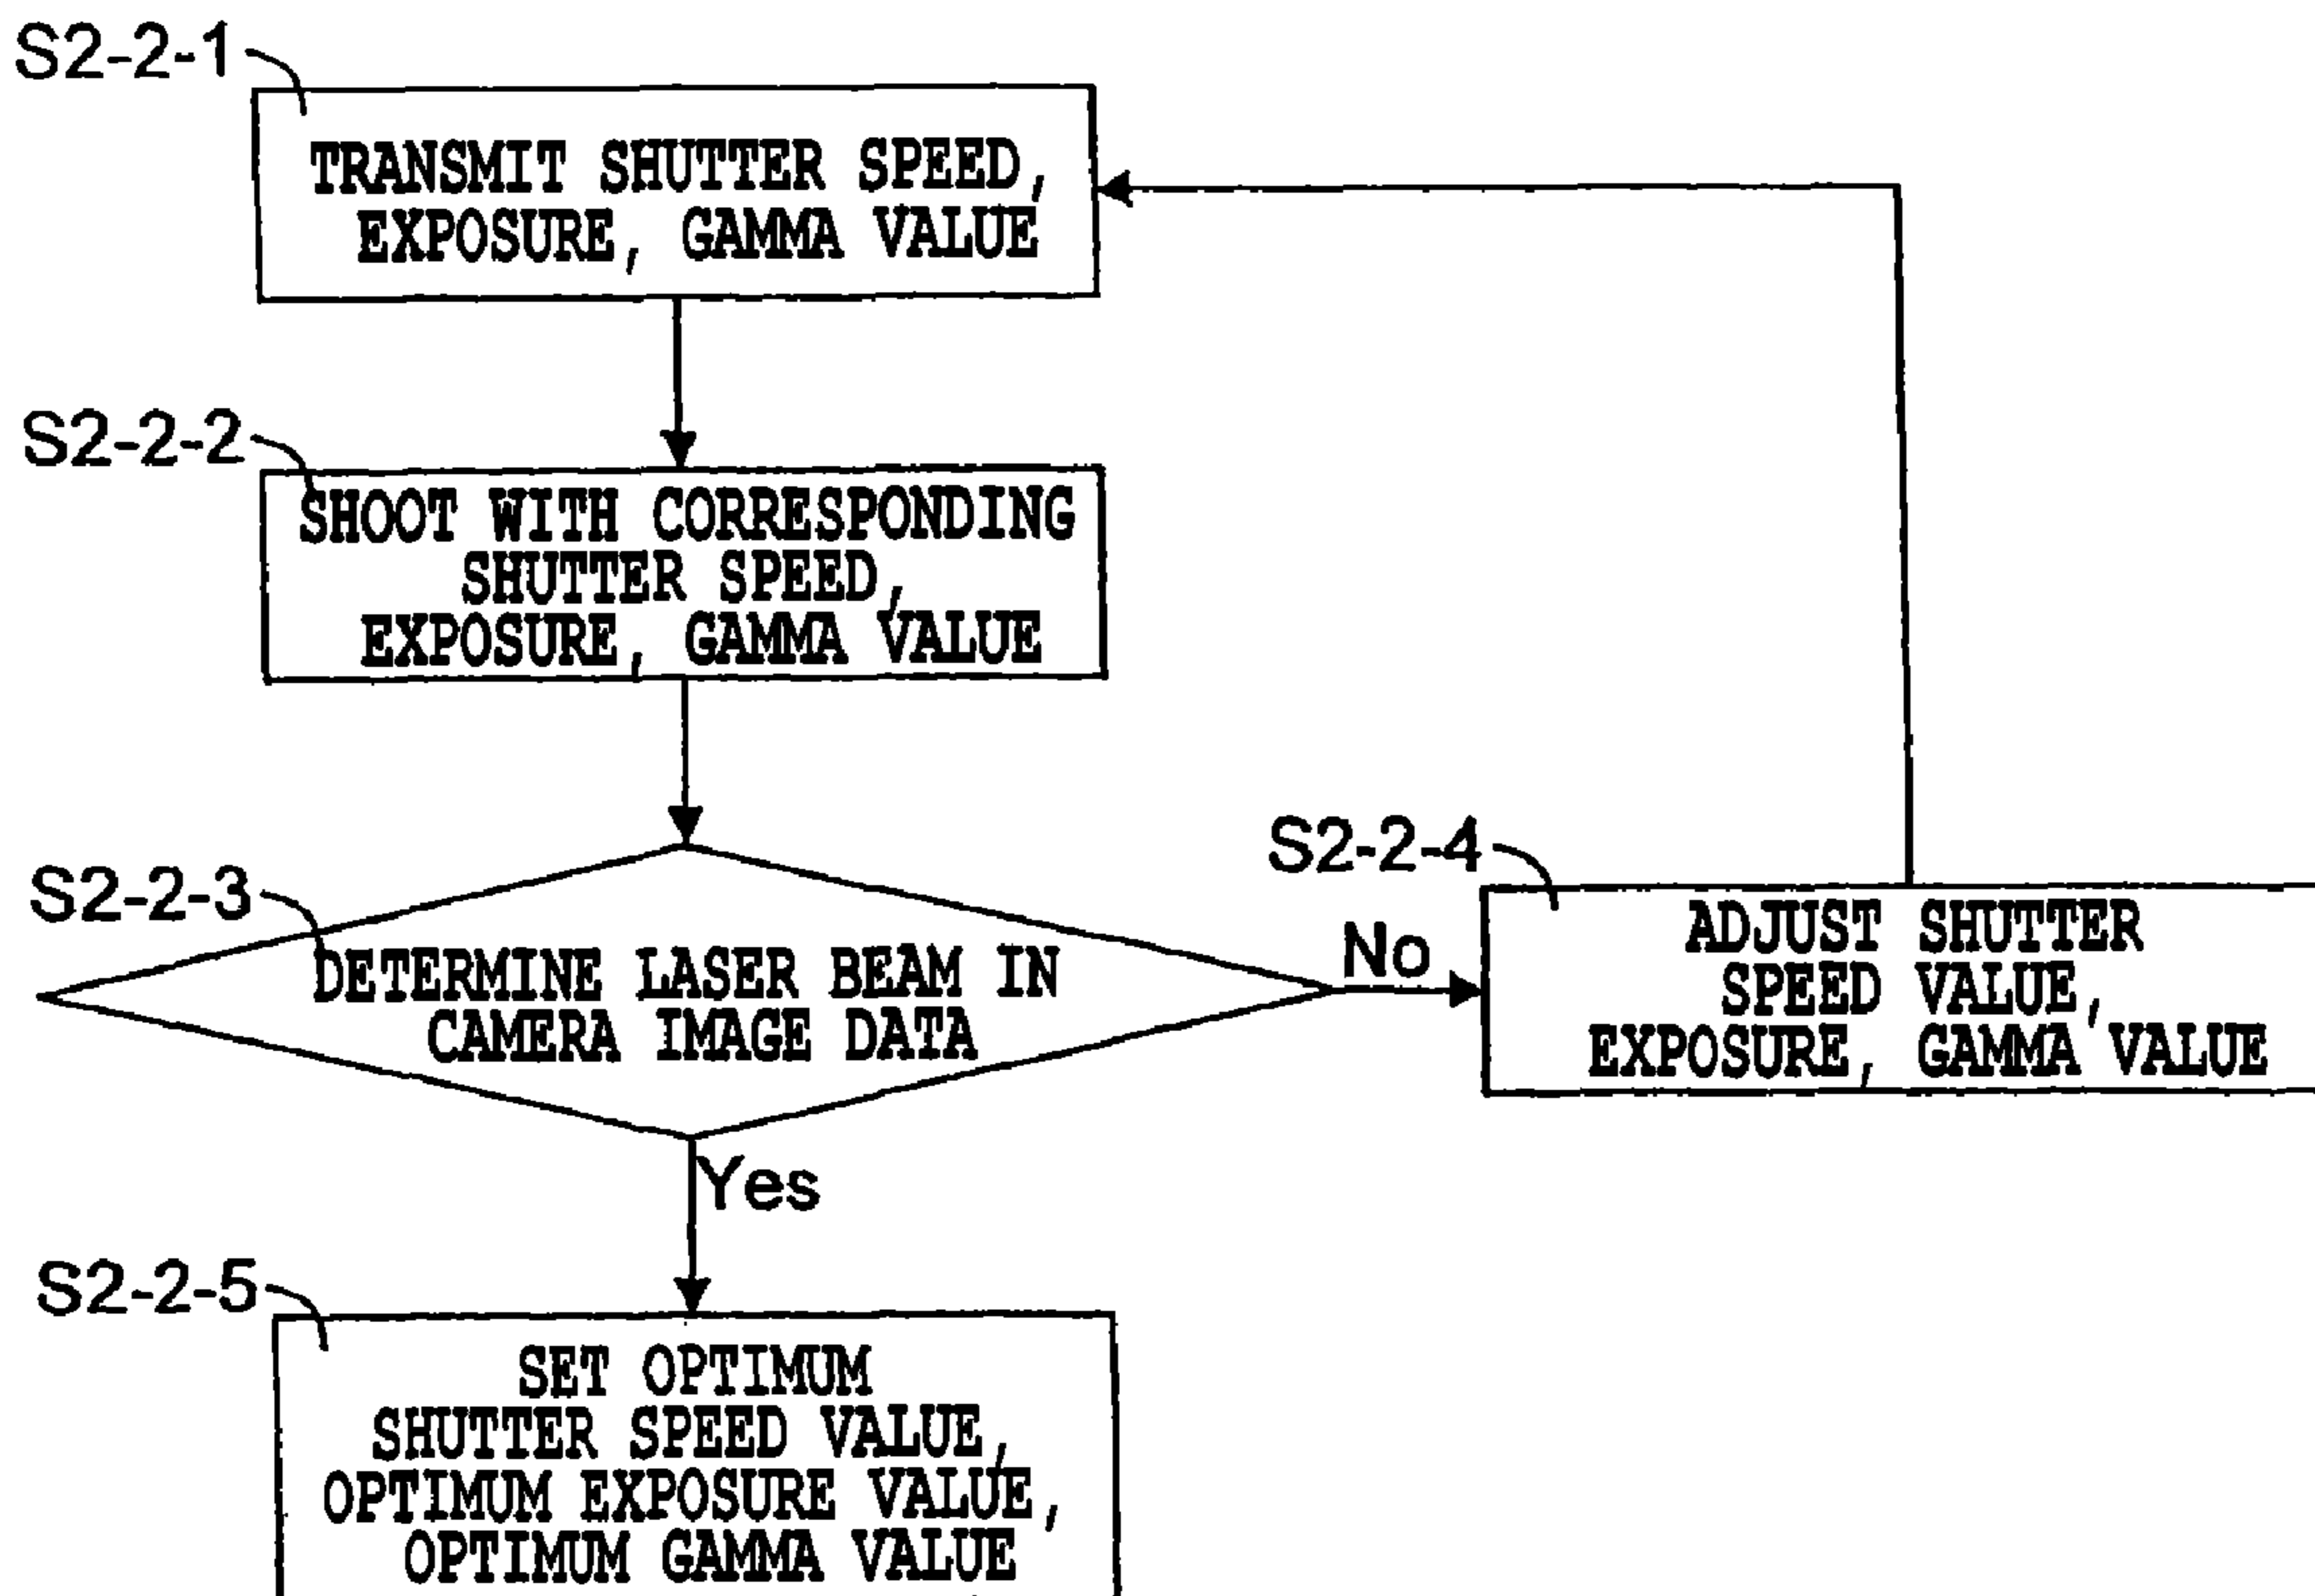 S2-2-1
TRANSMIT SHUTTER SPEED,
EXPOSURE, GAMMA VALUE
S2-2-2
SHOOT WITH CORRESPONDING
SHUTTER SPEED,
EXPOSURE, GAMMA VALUE
S2-2-3
DETERMINE LASER BEAM IN
CAMERA IMAGE DATA
No
S2-2-4
ADJUST SHUTTER
SPEED VALUE,
EXPOSURE, GAMMA VALUE
Yes
S2-2-5
SET OPTIMUM
SHUTTER SPEED VALUE,
OPTIMUM EXPOSURE VALUE,
OPTIMUM GAMMA VALUE